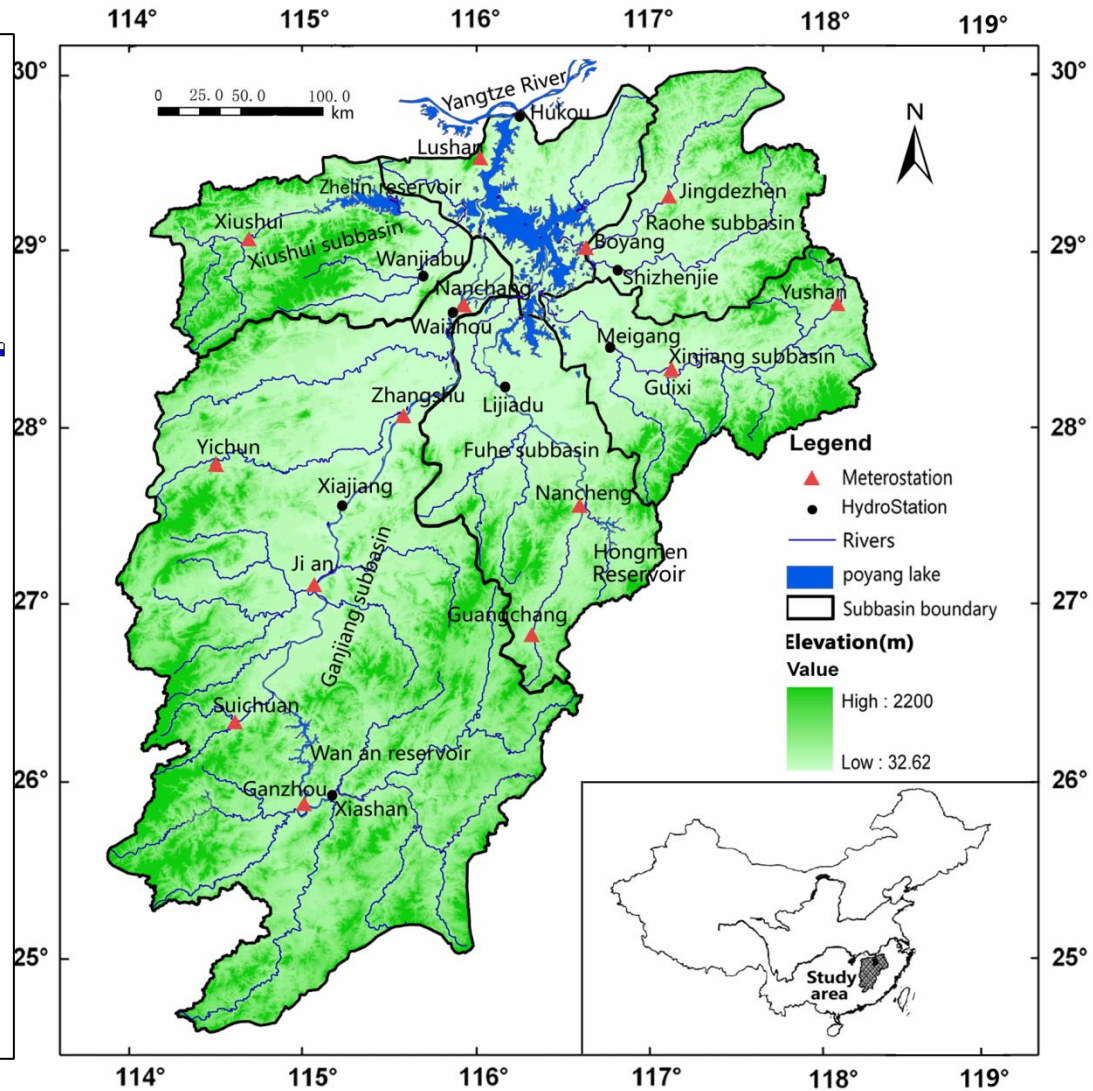 114°
115°
116°
117°
118°
119°
30°
30°
0 25.0 50.0 100.0
km
Yangtze River
Hukou
N
Lushan
Zhelin reservoir
Jingdezhen
Raohe subbasin
Xiushui
Xiushui subbasin
29°
29°
Boyang
Wanjiabu
Shizhenjie
Nanchang
Yushan
Waizhou
Meigang
Xinjiang subbasin
Guixi
Zhangshu
Lijiadu
28°
28°
Yichun
Fuhe subbasin
Xiajiang
Nancheng
Hongmen
Reservoir
Ji an
Ganjiang subbasin
27°
27°
Guangchang
Suichuan
Wan an reservoir
Ganzhou
Xiashan
26°
26°
25°
25°
Legend
Meterostation
HydroStation
Rivers
poyang lake
Subbasin boundary
Elevation(m)
Value
High : 2200
Low : 32.62
Study
area
114°
115°
116°
117°
118°
119°